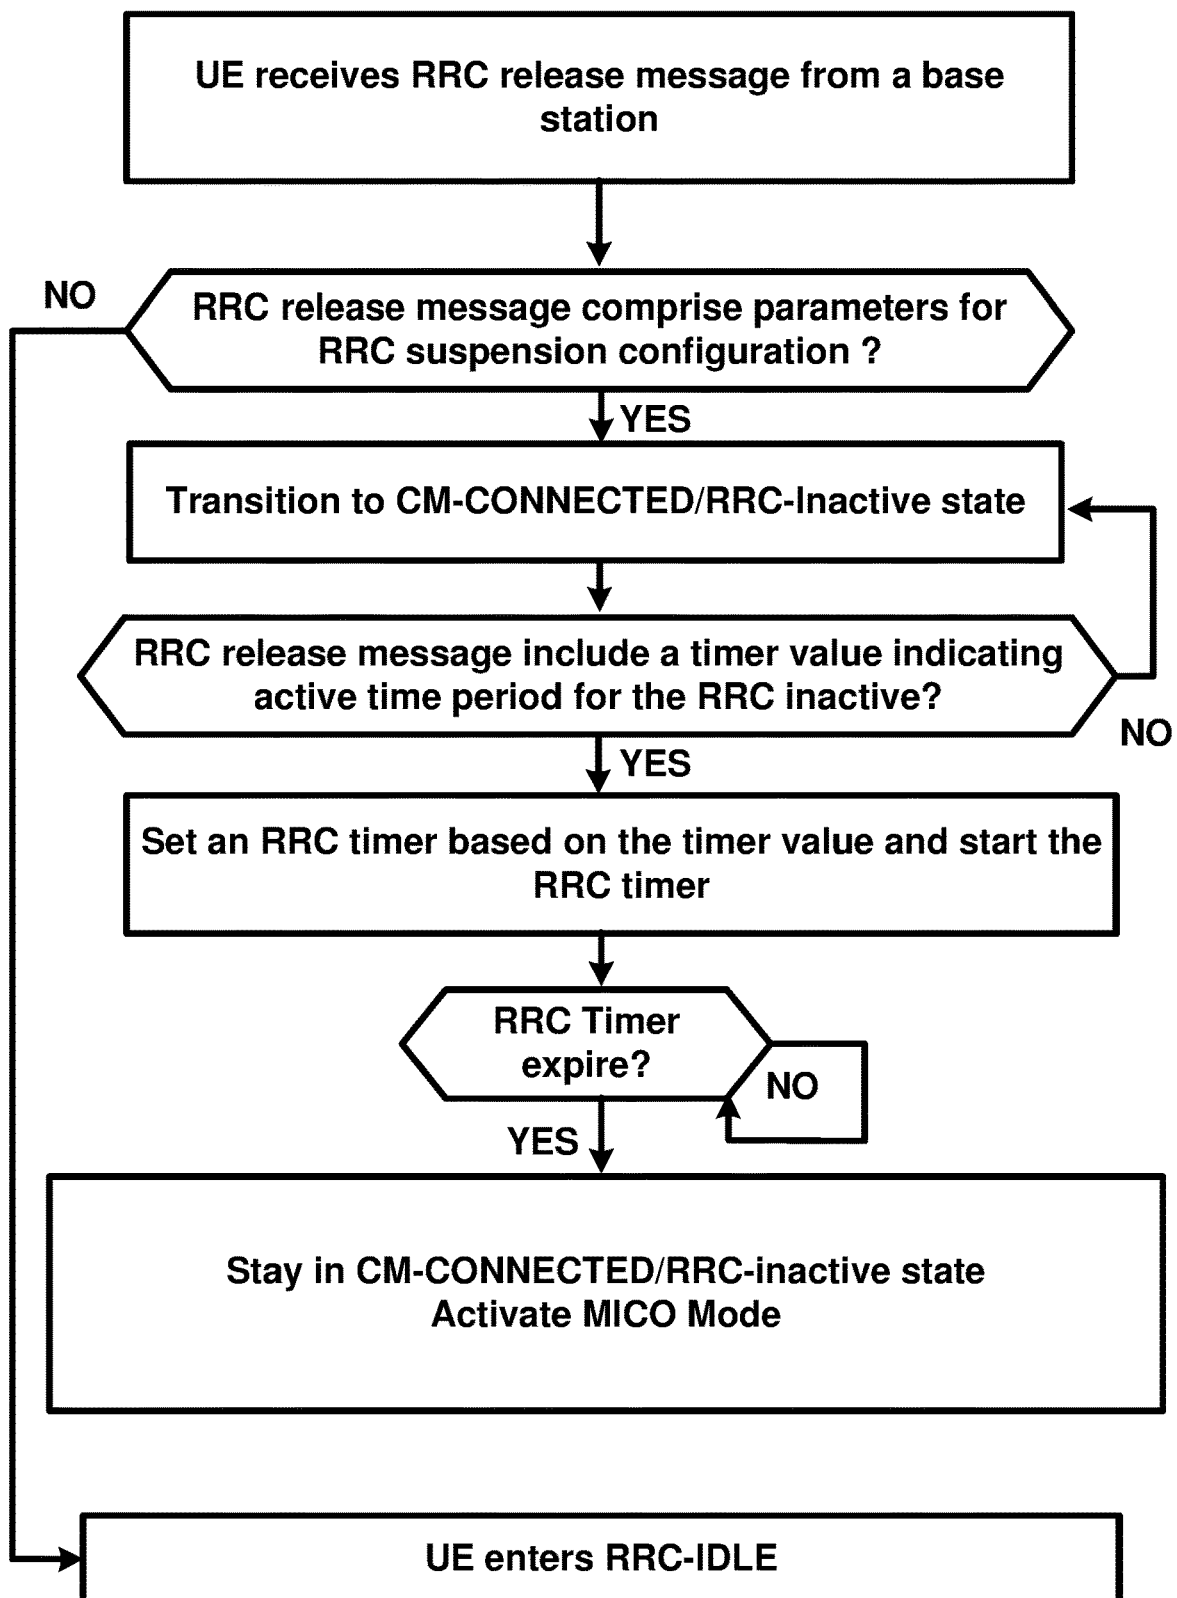 UE receives RRC release message from a base
station
NO
RRC release message comprise parameters for
RRC suspension configuration ?
YES
Transition to CM-CONNECTED/RRC-Inactive state
RRC release message include a timer value indicating
active time period for the RRC inactive?
NO
YES
Set an RRC timer based on the timer value and start the
RRC timer
RRC Timer
expire?
NO
YES
Stay in CM-CONNECTED/RRC-inactive state
Activate MICO Mode
UE enters RRC-IDLE